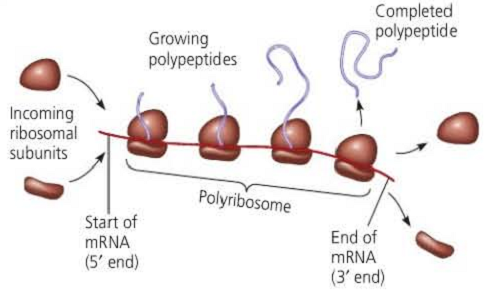 Completed
polypeptide
Growing
polypeptides
Incoming
ribosomal
subunits
Polyribosome
Start of
mRNA
(5′ end)
End of
mRNA
(3′ end)